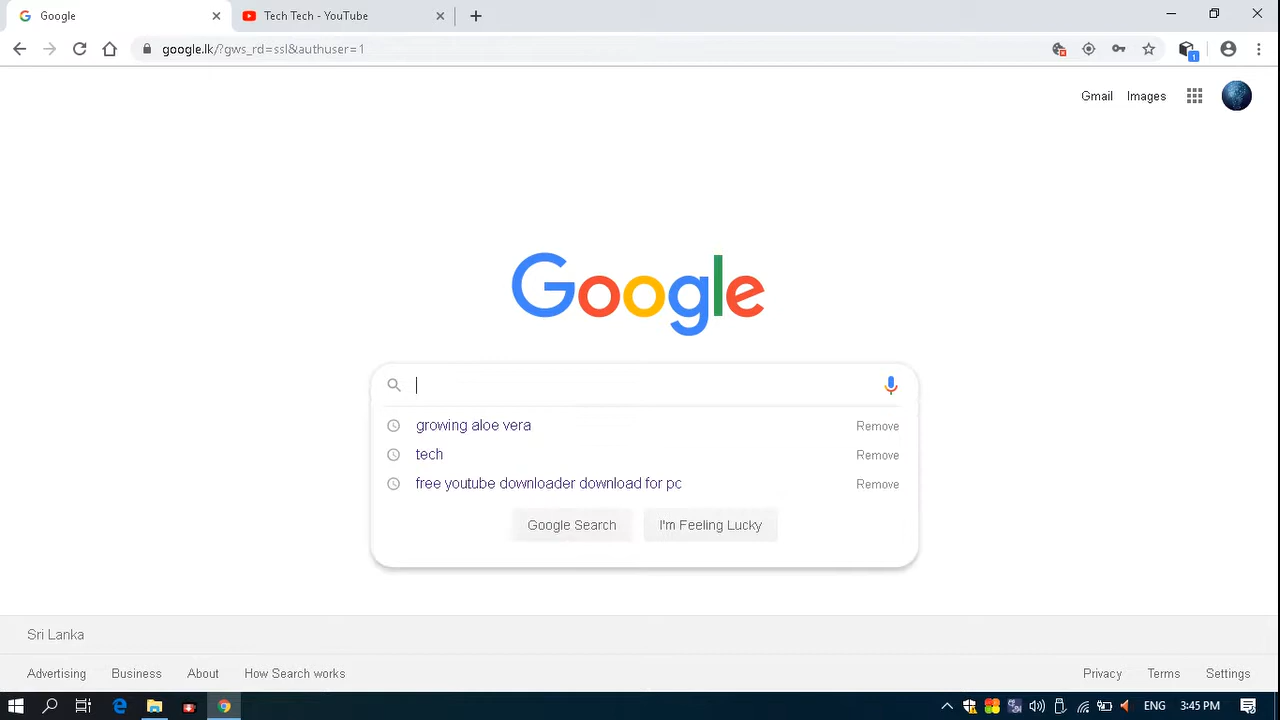 Google
Tech Tech - YouTube
google.lk/?gws_rd=ssl&authuser=1
1
Gmail
Images
Google
growing aloe vera
Remove
tech
Remove
free youtube downloader download for pc
Remove
Google Search
I'm Feeling Lucky
Sri Lanka
Advertising
Business
About
How Search works
Privacy
Terms
Settings
ENG
3:45 PM